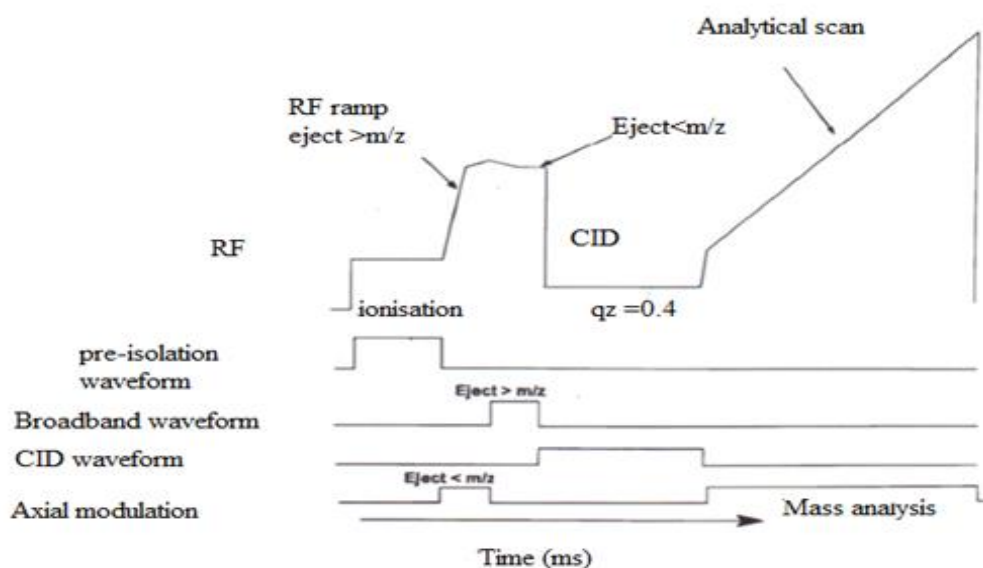 Analytical scan
RF ramp
eject >m/z
Eject<m/z
RF
CID
ionisation
qz =0.4
pre-isolation
waveform
Eject > m/z
Broadband waveform
CID waveform
Eject < m/z
Axial modulation
Mass analysis
Time (ms)